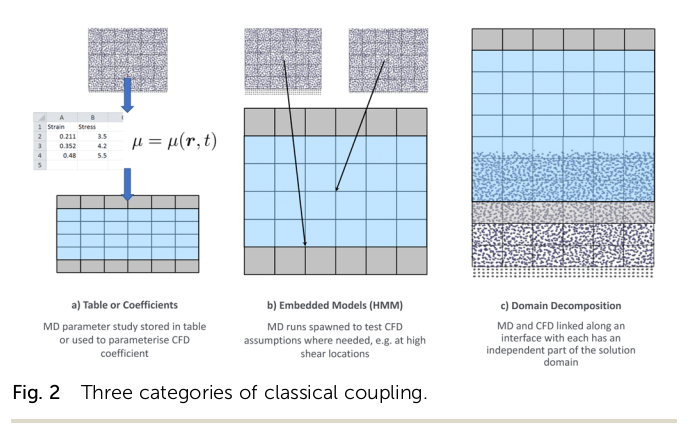 A B
1 Strain Stress
2 0.211 3.5
3 0.352 4.2
4 0.48 5.5
5
μ = μ(r, t)
a) Table or Coefficients
MD parameter study stored in table
or used to parameterise CFD
coefficient
b) Embedded Models (HMM)
MD runs spawned to test CFD
assumptions where needed, e.g. at high
shear locations
c) Domain Decomposition
MD and CFD linked along an
interface with each has an
independent part of the solution
domain
Fig. 2 Three categories of classical coupling.